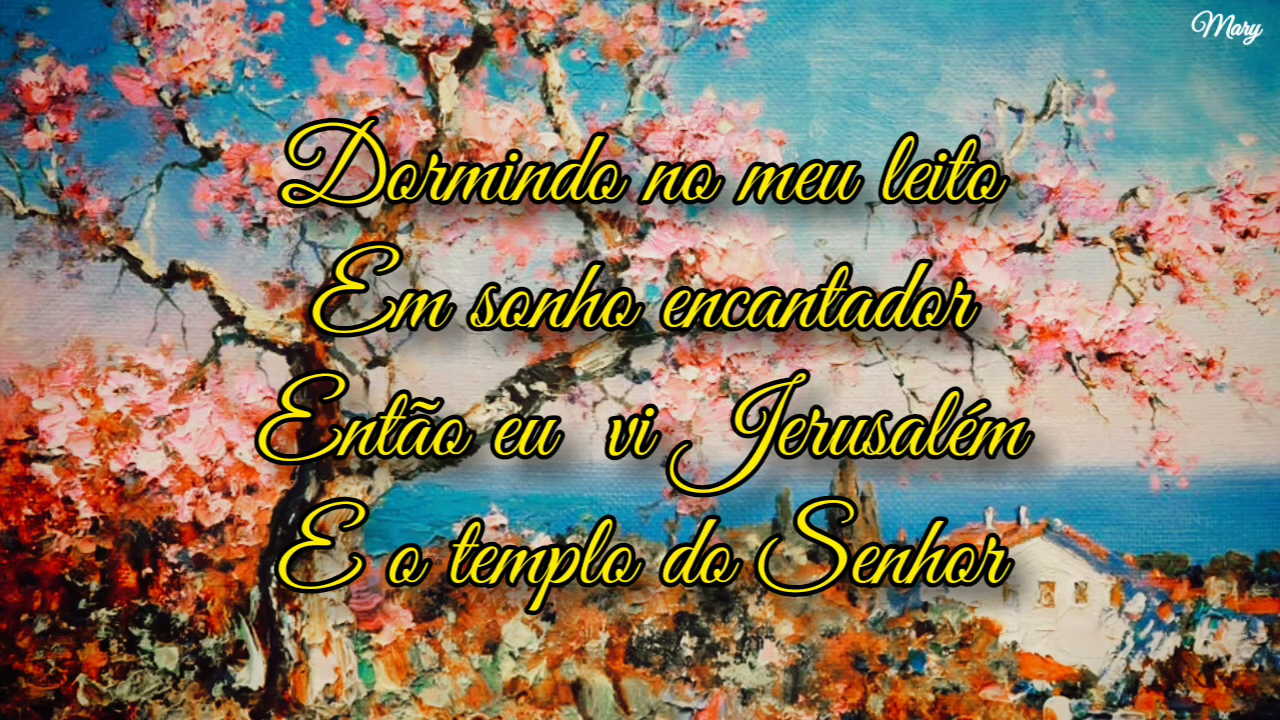 Mary
Dormindo no meu leito
Em sonho encantador
Então eu vi Jerusalém
E o templo do Senhor